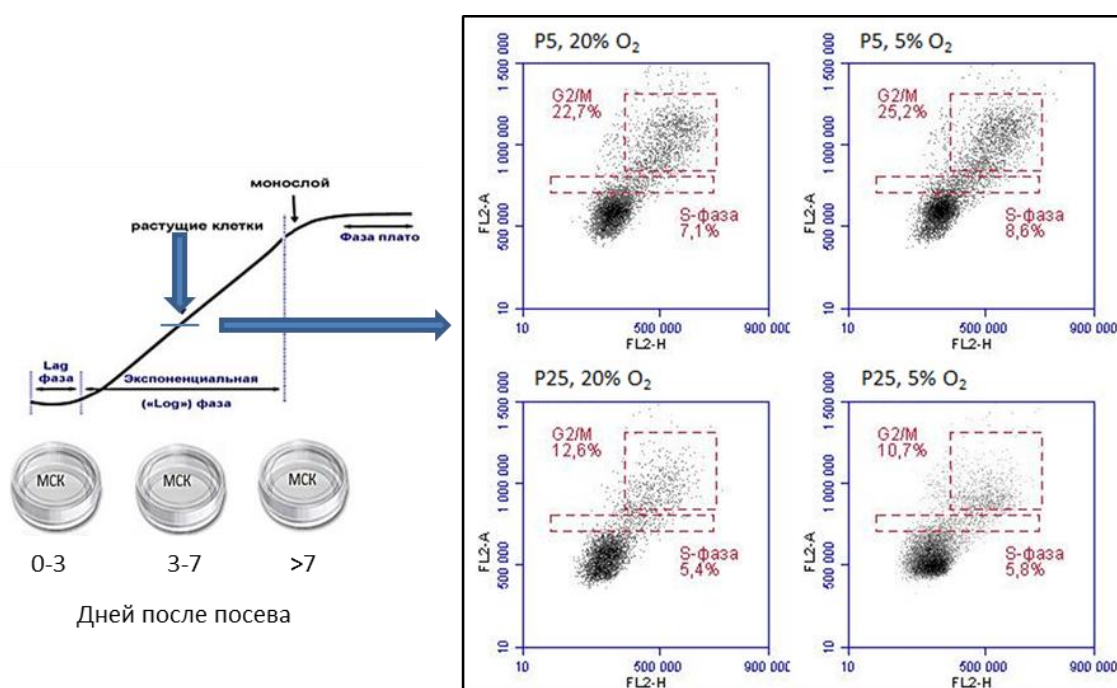 монослой
растущие клетки
Фаза плато
Lag
фаза
Экспоненциальная
(«Log») фаза
МСК
МСК
МСК
0-3
3-7
>7
Дней после посева
P5, 20% O₂
1 500 000
1 000 000
500 000
10
FL2-A
G2/M
22,7%
S-фаза
7,1%
10
500 000
900 000
FL2-H
P5, 5% O₂
1 500 000
1 000 000
500 000
10
FL2-A
G2/M
25,2%
S-фаза
8,6%
10
500 000
900 000
FL2-H
P25, 20% O₂
1 500 000
1 000 000
500 000
10
FL2-A
G2/M
12,6%
S-фаза
5,4%
10
500 000
900 000
FL2-H
P25, 5% O₂
1 500 000
1 000 000
500 000
10
FL2-A
G2/M
10,7%
S-фаза
5,8%
10
500 000
900 000
FL2-H